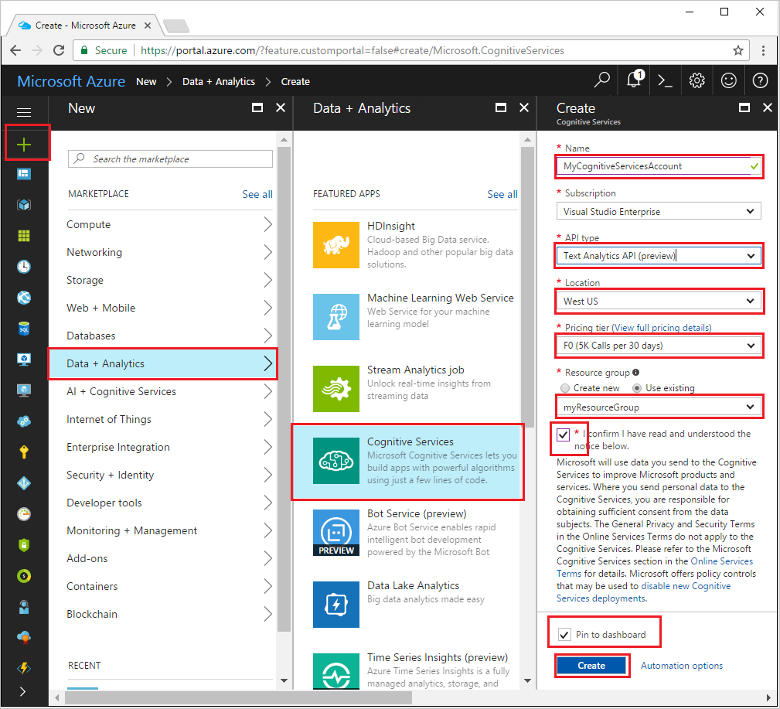 Create - Microsoft Azure
Secure
https://portal.azure.com/?feature.customportal=false#create/Microsoft.CognitiveServices
Microsoft Azure New > Data + Analytics > Create
1
New
Search the marketplace
MARKETPLACE
See all
Compute
Networking
Storage
Web + Mobile
Databases
Data + Analytics
AI + Cognitive Services
Internet of Things
Enterprise Integration
Security + Identity
Developer tools
Monitoring + Management
Add-ons
Containers
Blockchain
RECENT
Data + Analytics
FEATURED APPS
See all
HDInsight
Cloud-based Big Data service.
Hadoop and other popular big data
solutions.
Machine Learning Web Service
Web Service for your machine
learning model
Stream Analytics job
Unlock real-time insights from
streaming data
Cognitive Services
Microsoft Cognitive Services lets you
build apps with powerful algorithms
using just a few lines of code.
PREVIEW
Bot Service (preview)
Azure Bot Service enables rapid
intelligent bot development
powered by the Microsoft Bot
Data Lake Analytics
Big data analytics made easy
Time Series Insights (preview)
Azure Time Series Insights is a fully
managed analytics, storage, and
Create
Cognitive Services
* Name
MyCognitiveServicesAccount
* Subscription
Visual Studio Enterprise
* API type
Text Analytics API (preview)
* Location
West US
* Pricing tier (View full pricing details)
F0 (5K Calls per 30 days)
* Resource group
Create new Use existing
myResourceGroup
* I confirm I have read and understood the
notice below.
Microsoft will use data you send to the Cognitive
Services to improve Microsoft products and
services. Where you send personal data to the
Cognitive Services, you are responsible for
obtaining sufficient consent from the data
subjects. The General Privacy and Security Terms
in the Online Services Terms do not apply to the
Cognitive Services. Please refer to the Microsoft
Cognitive Services section in the Online Services
Terms for details. Microsoft offers policy controls
that may be used to disable new Cognitive
Services deployments.
Pin to dashboard
Create
Automation options